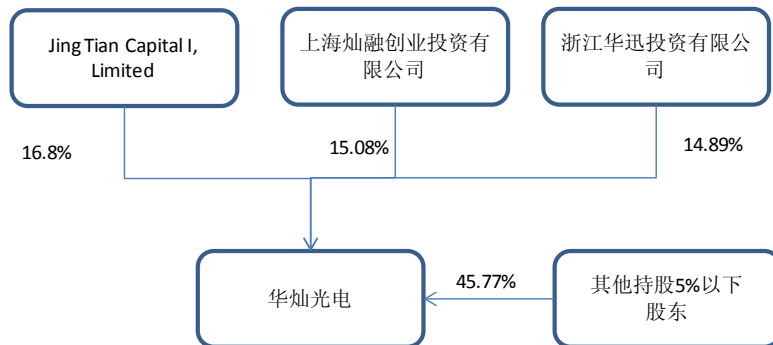 Jing Tian Capital I,
Limited
上海灿融创业投资有
限公司
浙江华迅投资有限公
司
16.8%
15.08%
14.89%
华灿光电
45.77%
其他持股5%以下
股东